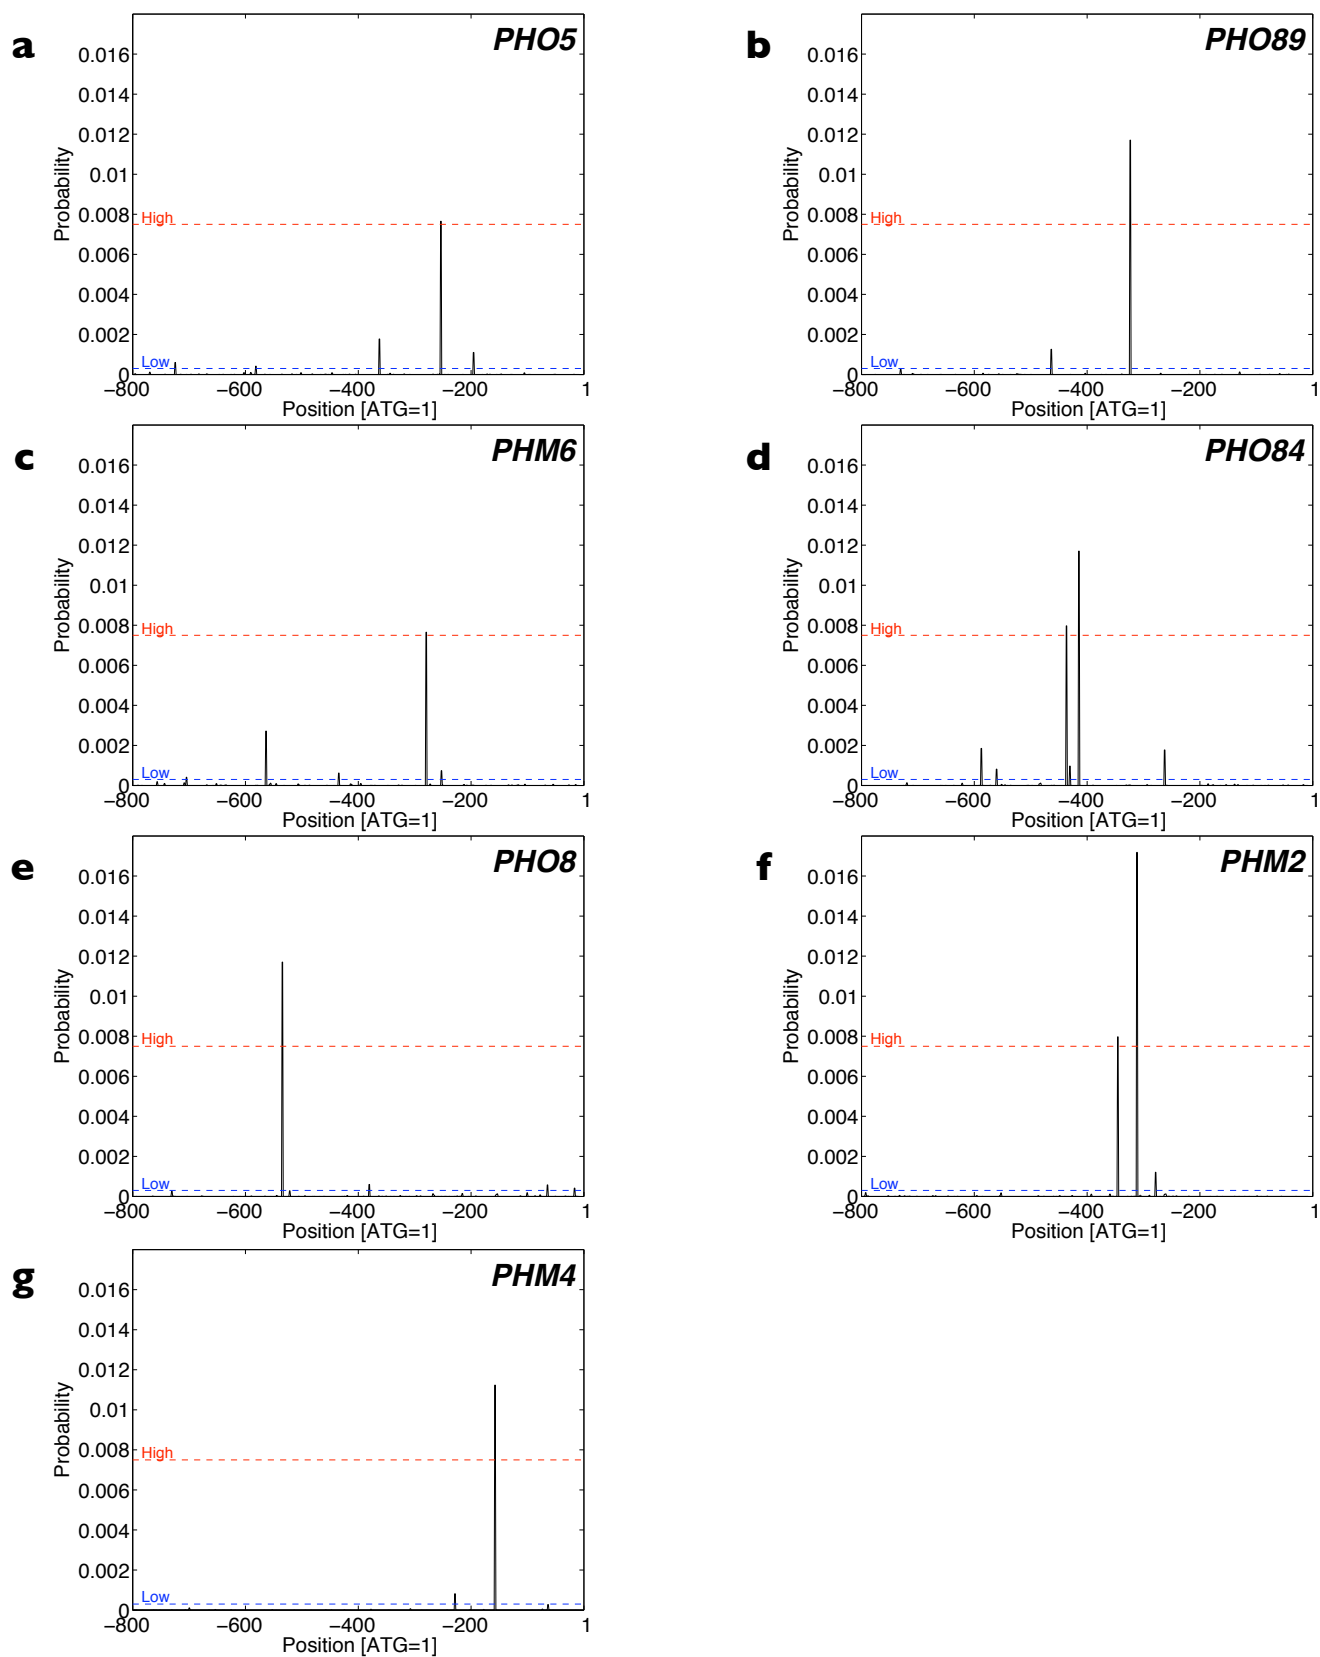 a
PHO5
0.016
0.014
0.012
0.01
0.008
0.006
0.004
0.002
0
Probability
High
Low
−800 −600 −400 −200 1
Position [ATG=1]
b
PHO89
0.016
0.014
0.012
0.01
0.008
0.006
0.004
0.002
0
Probability
High
Low
−800 −600 −400 −200 1
Position [ATG=1]
c
PHM6
0.016
0.014
0.012
0.01
0.008
0.006
0.004
0.002
0
Probability
High
Low
−800 −600 −400 −200 1
Position [ATG=1]
d
PHO84
0.016
0.014
0.012
0.01
0.008
0.006
0.004
0.002
0
Probability
High
Low
−800 −600 −400 −200 1
Position [ATG=1]
e
PHO8
0.016
0.014
0.012
0.01
0.008
0.006
0.004
0.002
0
Probability
High
Low
−800 −600 −400 −200 1
Position [ATG=1]
f
PHM2
0.016
0.014
0.012
0.01
0.008
0.006
0.004
0.002
0
Probability
High
Low
−800 −600 −400 −200 1
Position [ATG=1]
g
PHM4
0.016
0.014
0.012
0.01
0.008
0.006
0.004
0.002
0
Probability
High
Low
−800 −600 −400 −200 1
Position [ATG=1]